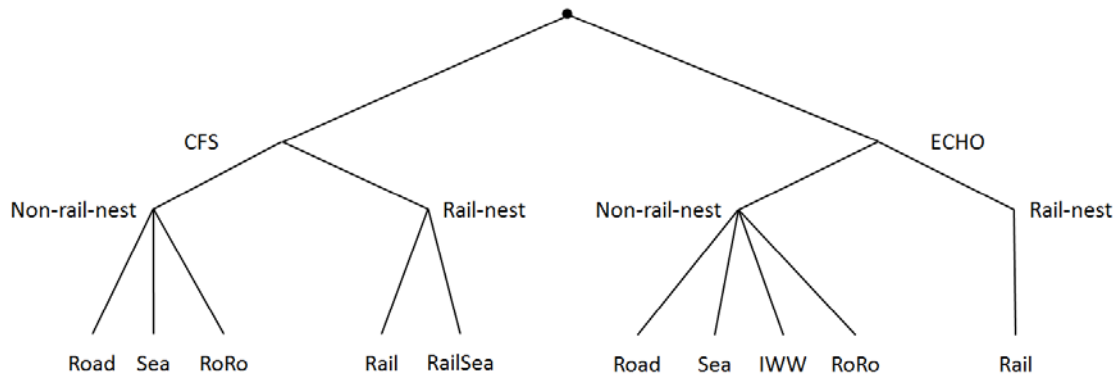 CFS ECHO
Non-rail-nest Rail-nest Non-rail-nest Rail-nest
Road Sea RoRo Rail RailSea Road Sea IWW RoRo Rail